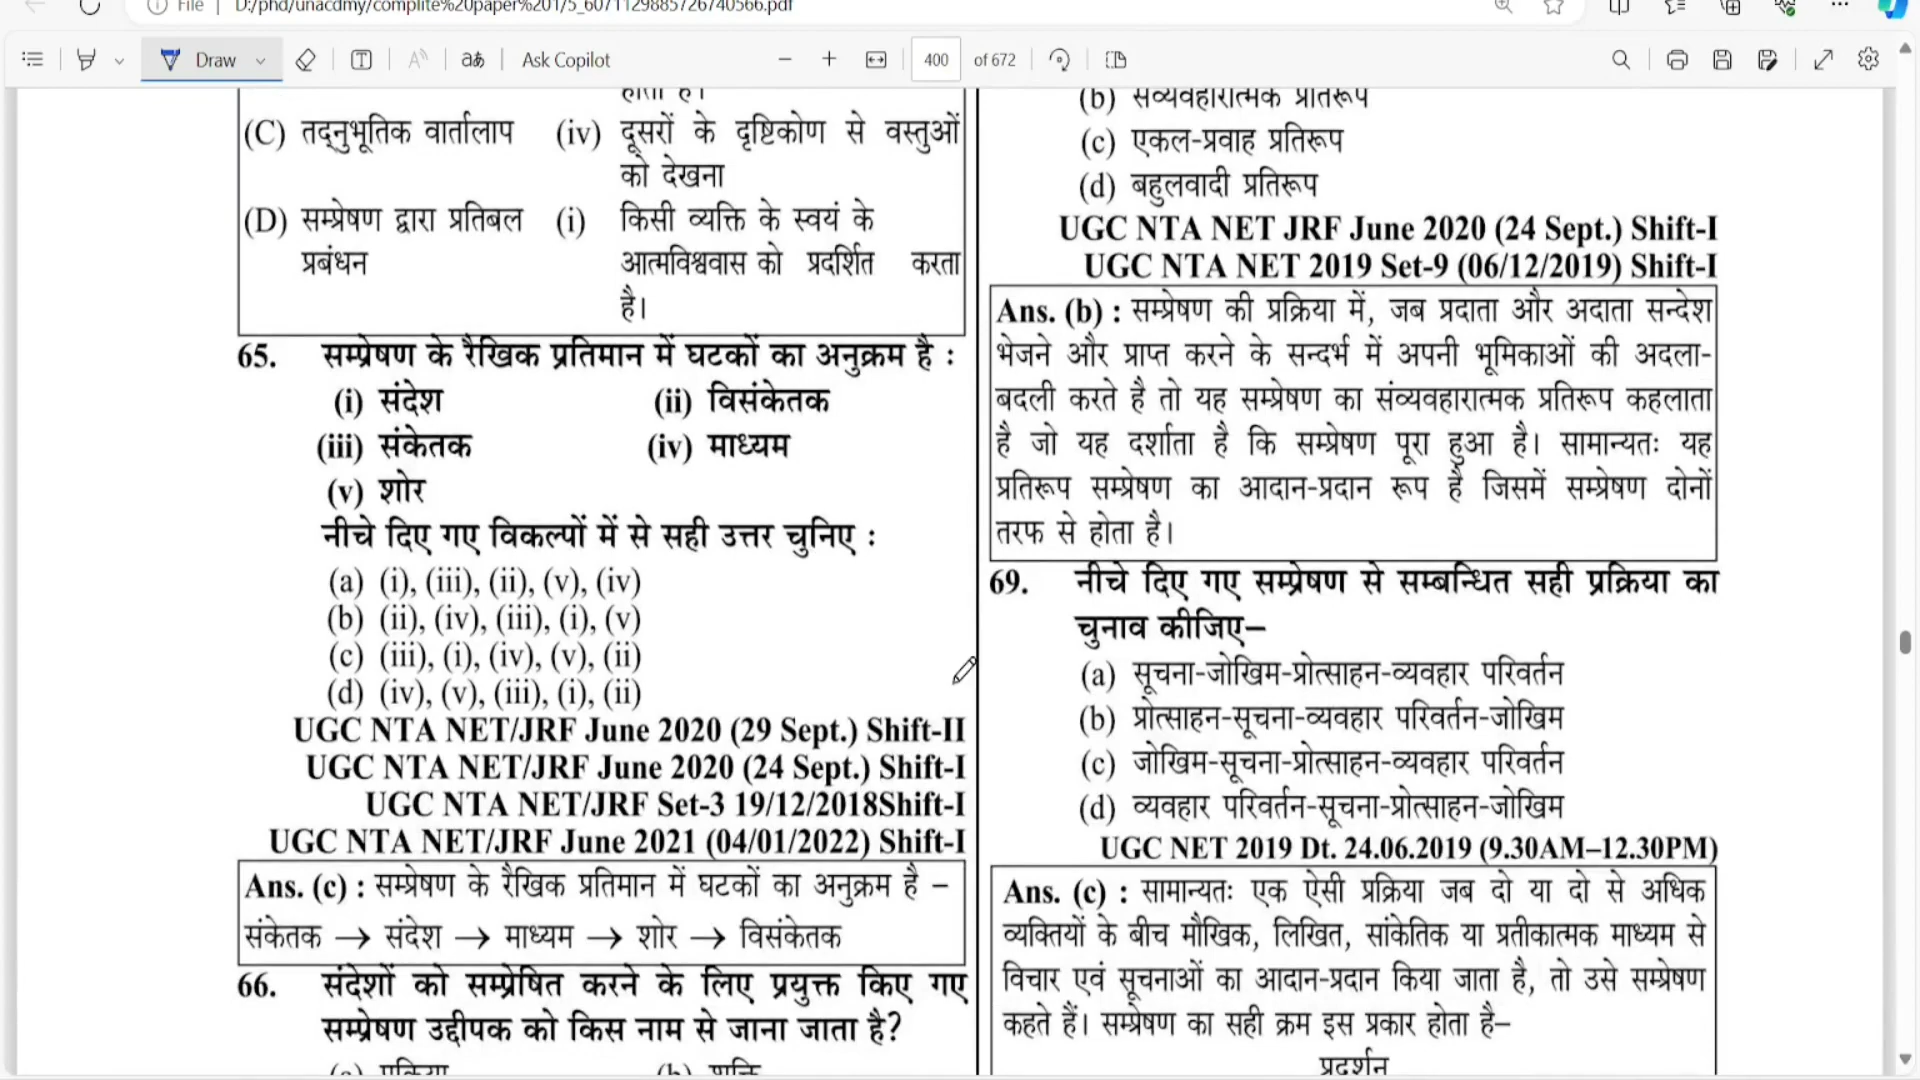 File | D:/phd/unacdmy/complite%20paper%201/5_6071129885726740566.pdf
Draw
aあ
Ask Copilot
400 of 672
होता है।
(C) तद्नुभूतिक वार्तालाप (iv) दूसरों के दृष्टिकोण से वस्तुओं
को देखना
(D) सम्प्रेषण द्वारा प्रतिबल (i) किसी व्यक्ति के स्वयं के
प्रबंधन आत्मविश्ववास को प्रदर्शित करता
है।
65. सम्प्रेषण के रैखिक प्रतिमान में घटकों का अनुक्रम है :
(i) संदेश (ii) विसंकेतक
(iii) संकेतक (iv) माध्यम
(v) शोर
नीचे दिए गए विकल्पों में से सही उत्तर चुनिए :
(a) (i), (iii), (ii), (v), (iv)
(b) (ii), (iv), (iii), (i), (v)
(c) (iii), (i), (iv), (v), (ii)
(d) (iv), (v), (iii), (i), (ii)
UGC NTA NET/JRF June 2020 (29 Sept.) Shift-II
UGC NTA NET/JRF June 2020 (24 Sept.) Shift-I
UGC NTA NET/JRF Set-3 19/12/2018Shift-I
UGC NTA NET/JRF June 2021 (04/01/2022) Shift-I
Ans. (c) : सम्प्रेषण के रैखिक प्रतिमान में घटकों का अनुक्रम है –
संकेतक → संदेश → माध्यम → शोर → विसंकेतक
66. संदेशों को सम्प्रेषित करने के लिए प्रयुक्त किए गए
सम्प्रेषण उद्दीपक को किस नाम से जाना जाता है?
(a) प्रक्रिया (b) शक्ति
(b) संव्यवहारात्मक प्रतिरूप
(c) एकल-प्रवाह प्रतिरूप
(d) बहुलवादी प्रतिरूप
UGC NTA NET JRF June 2020 (24 Sept.) Shift-I
UGC NTA NET 2019 Set-9 (06/12/2019) Shift-I
Ans. (b) : सम्प्रेषण की प्रक्रिया में, जब प्रदाता और अदाता सन्देश
भेजने और प्राप्त करने के सन्दर्भ में अपनी भूमिकाओं की अदला-
बदली करते है तो यह सम्प्रेषण का संव्यवहारात्मक प्रतिरूप कहलाता
है जो यह दर्शाता है कि सम्प्रेषण पूरा हुआ है। सामान्यतः यह
प्रतिरूप सम्प्रेषण का आदान-प्रदान रूप है जिसमें सम्प्रेषण दोनों
तरफ से होता है।
69. नीचे दिए गए सम्प्रेषण से सम्बन्धित सही प्रक्रिया का
चुनाव कीजिए–
(a) सूचना-जोखिम-प्रोत्साहन-व्यवहार परिवर्तन
(b) प्रोत्साहन-सूचना-व्यवहार परिवर्तन-जोखिम
(c) जोखिम-सूचना-प्रोत्साहन-व्यवहार परिवर्तन
(d) व्यवहार परिवर्तन-सूचना-प्रोत्साहन-जोखिम
UGC NET 2019 Dt. 24.06.2019 (9.30AM–12.30PM)
Ans. (c) : सामान्यतः एक ऐसी प्रक्रिया जब दो या दो से अधिक
व्यक्तियों के बीच मौखिक, लिखित, सांकेतिक या प्रतीकात्मक माध्यम से
विचार एवं सूचनाओं का आदान-प्रदान किया जाता है, तो उसे सम्प्रेषण
कहते हैं। सम्प्रेषण का सही क्रम इस प्रकार होता है–
प्रदर्शन